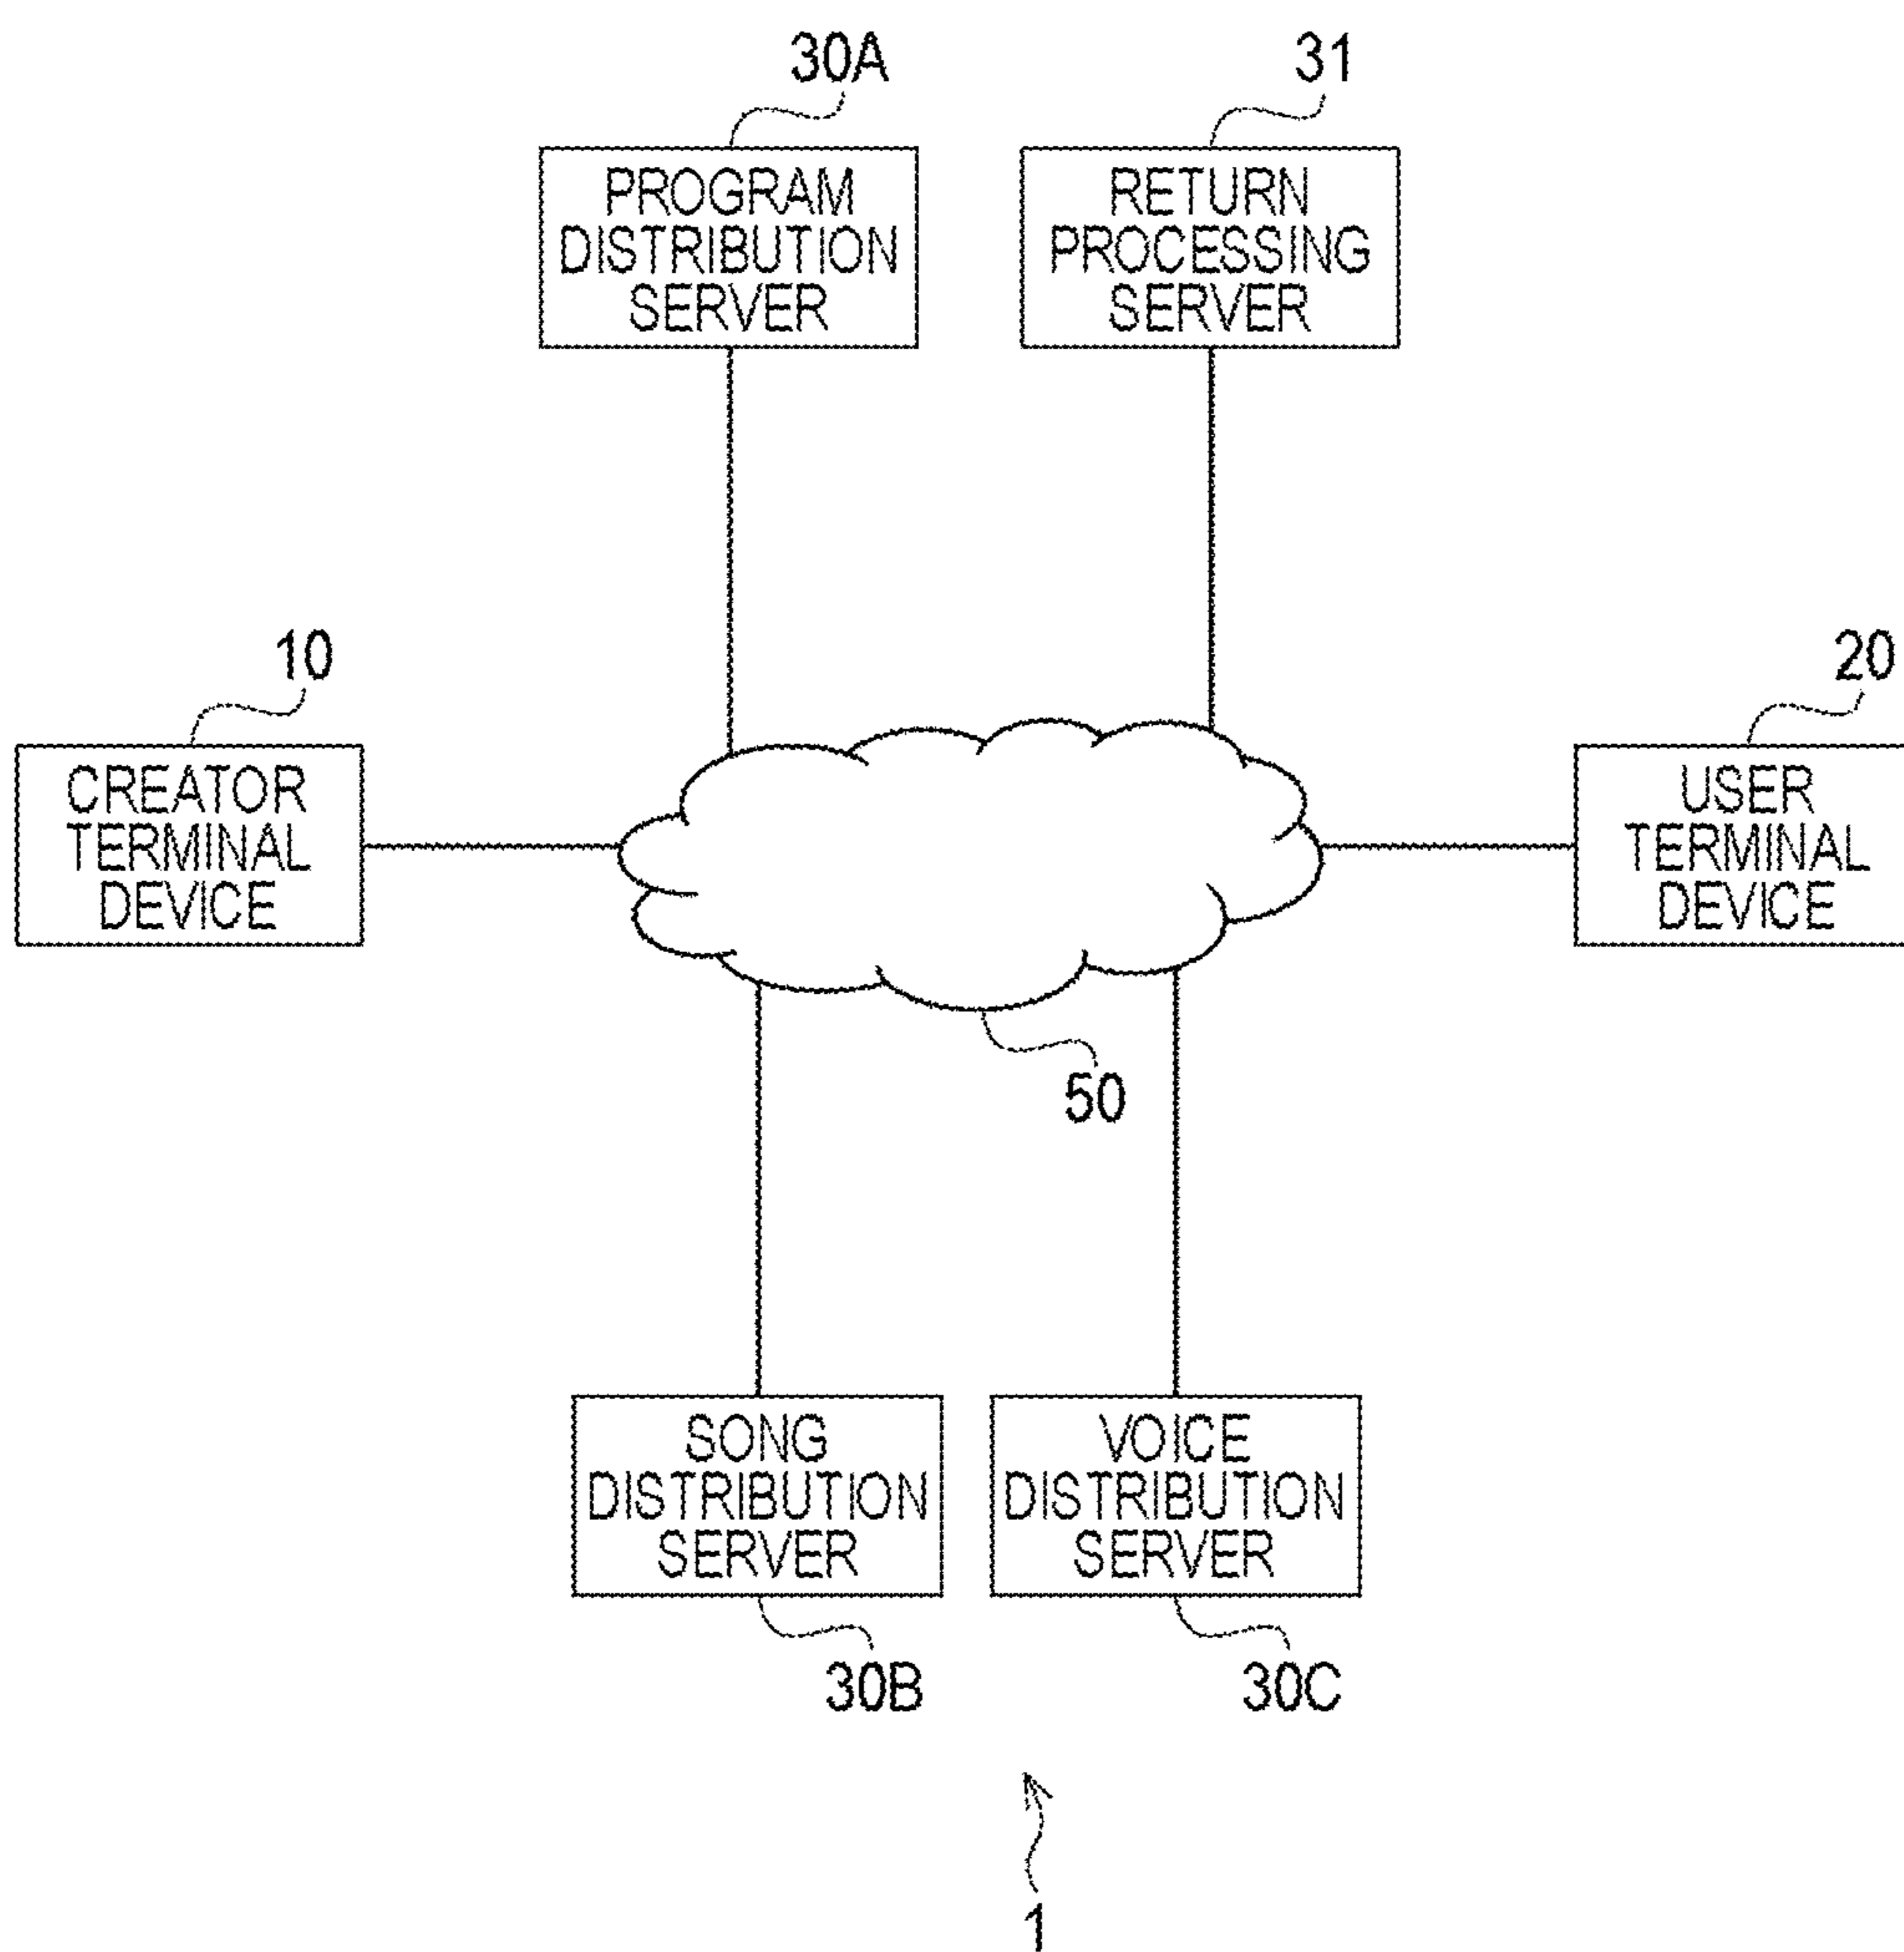 30A
31
PROGRAM
DISTRIBUTION
SERVER
RETURN
PROCESSING
SERVER
10
20
CREATOR
TERMINAL
DEVICE
USER
TERMINAL
DEVICE
50
SONG
DISTRIBUTION
SERVER
VOICE
DISTRIBUTION
SERVER
30B
30C
1